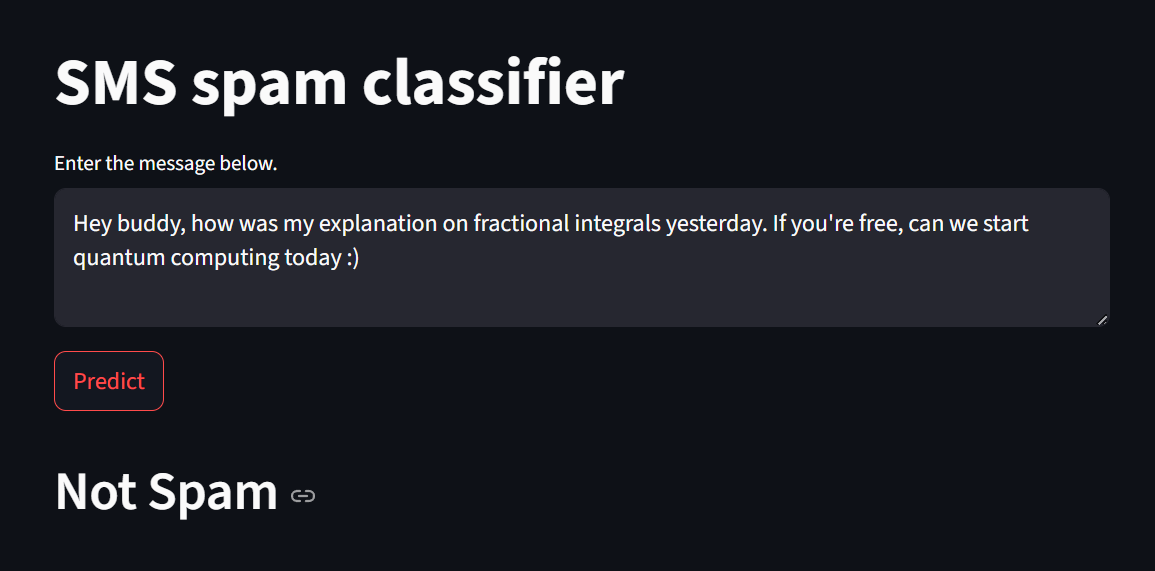 SMS spam classifier
Enter the message below.
Hey buddy, how was my explanation on fractional integrals yesterday. If you're free, can we start
quantum computing today :)
Predict
Not Spam